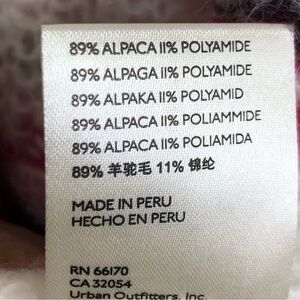 89% ALPACA 11% POLYAMIDE
89% ALPAGA 11% POLYAMIDE
89% ALPAKA 11% POLYAMID
89% ALPACA 11% POLIAMMIDE
89% ALPACA 11% POLIAMIDA
89% 羊驼毛 11% 锦纶
MADE IN PERU
HECHO EN PERU
RN 66170
CA 32054
Urban Outfitters, Inc.